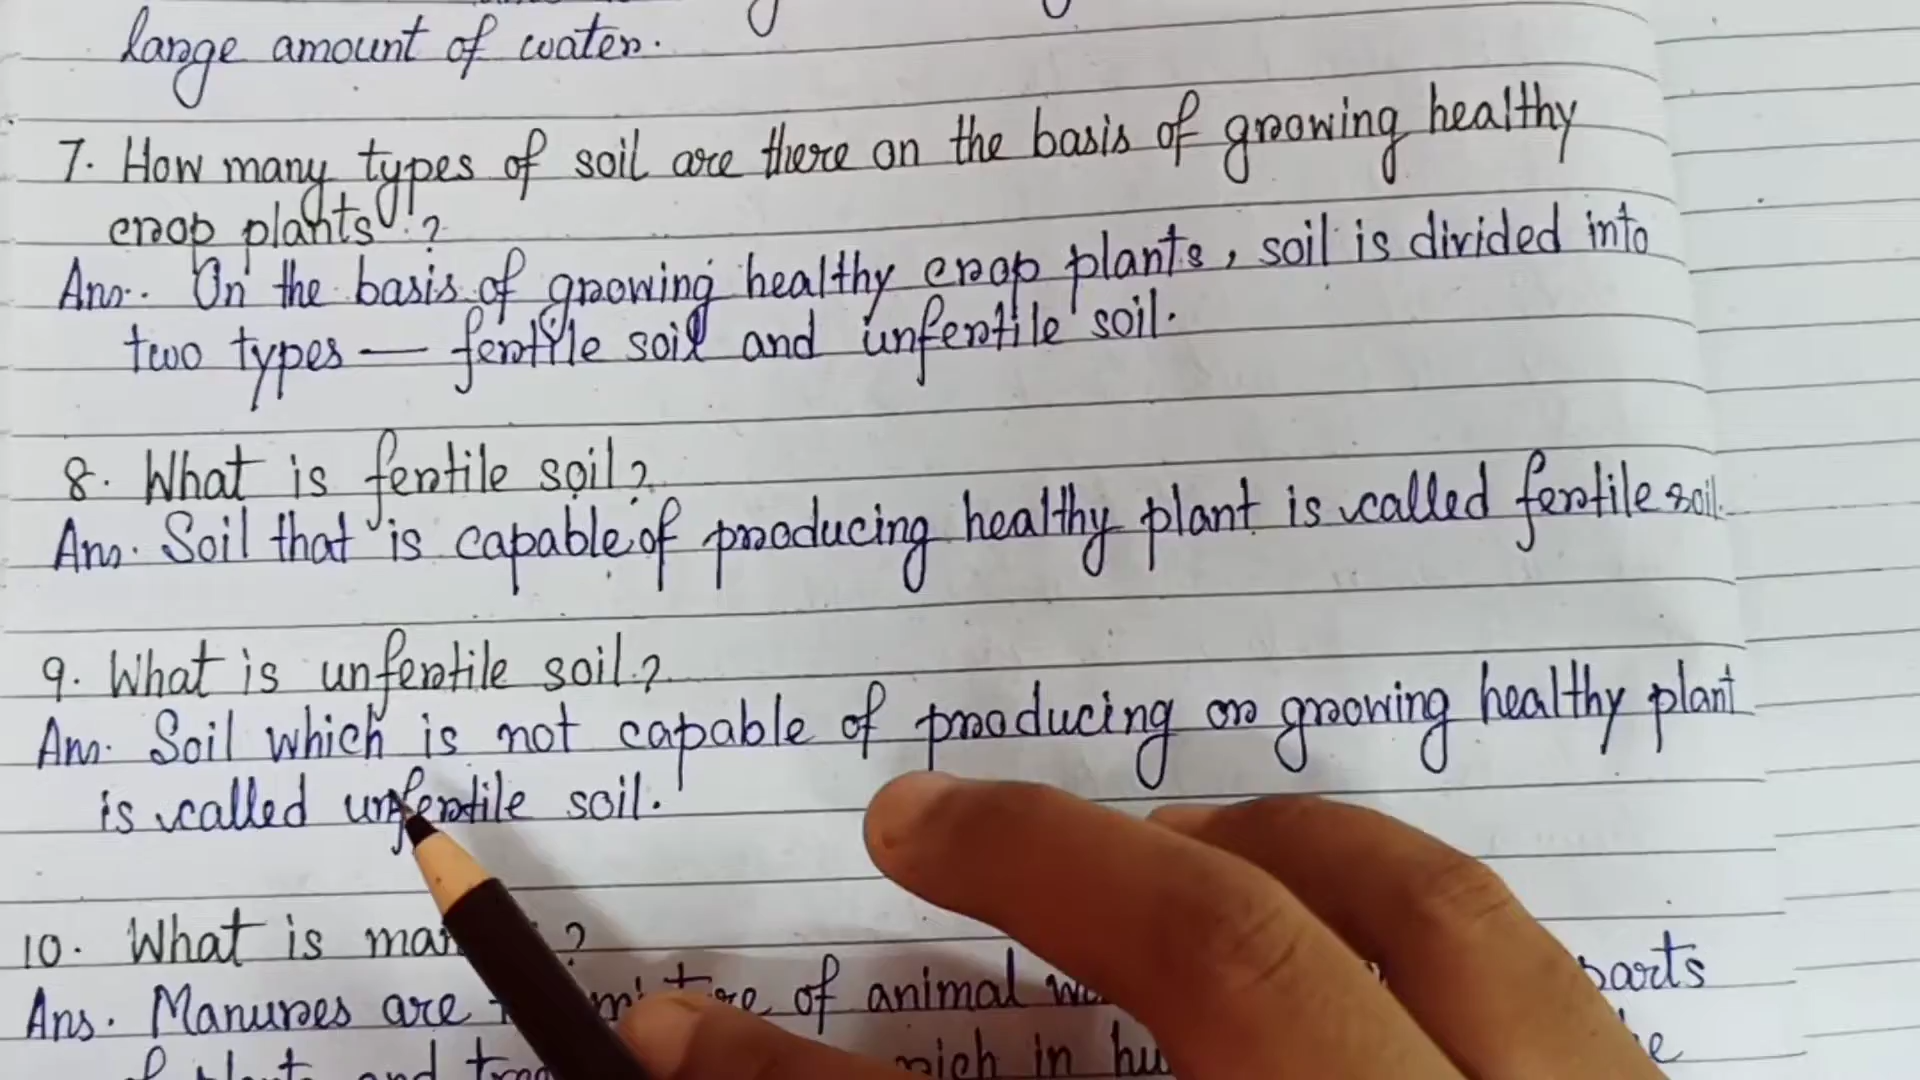 large amount of water.
7. How many types of soil are there on the basis of growing healthy
crop plants ?
Ans. On the basis of growing healthy crop plants, soil is divided into
two types — fertile soil and unfertile soil.
8. What is fertile soil?
Ans. Soil that is capable of producing healthy plant is called fertile soil.
9. What is unfertile soil?
Ans. Soil which is not capable of producing or growing healthy plant
is called unfertile soil.
10. What is ?
Ans. Manures are of animal parts
in